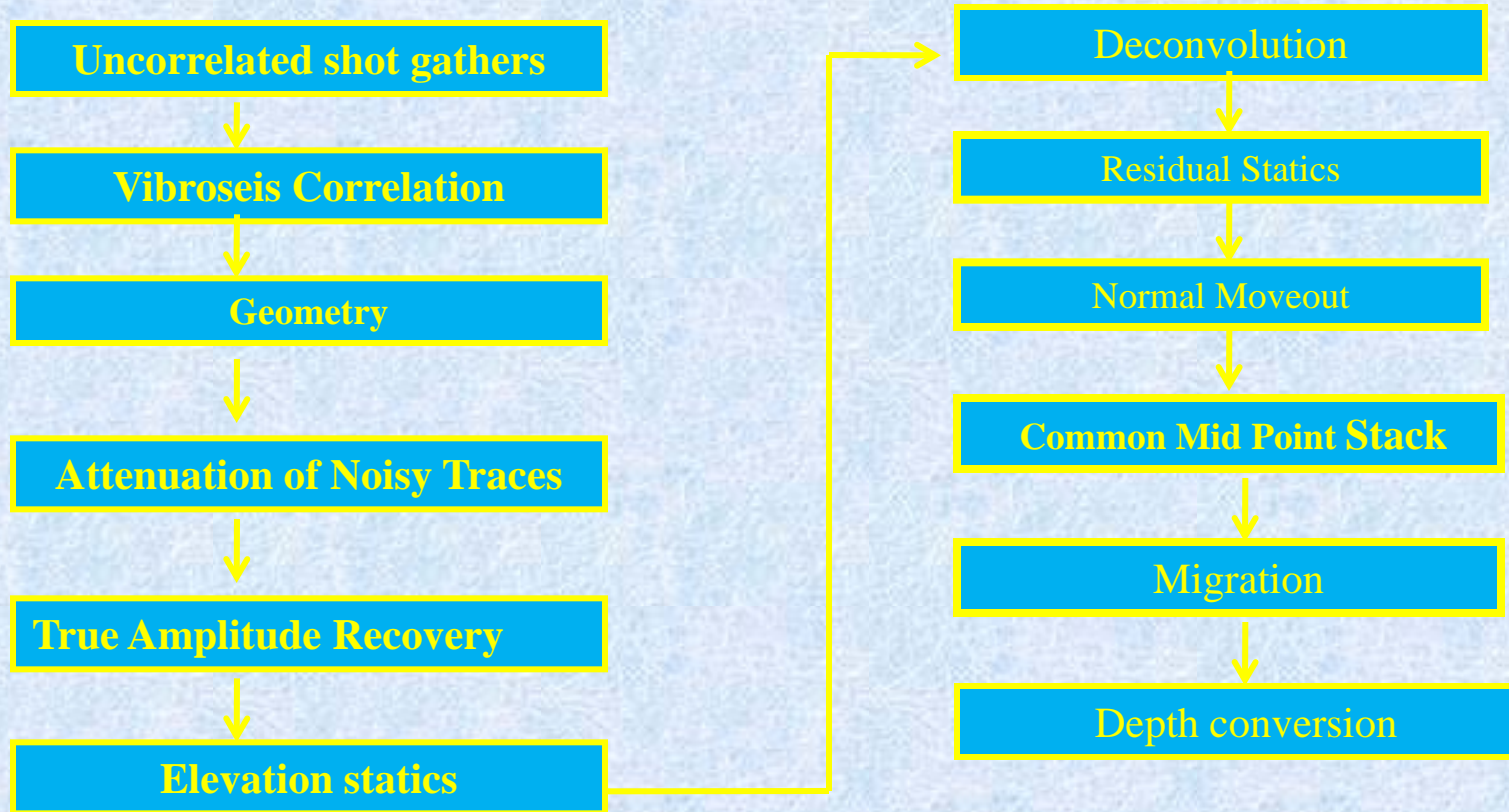 Uncorrelated shot gathers
Vibroseis Correlation
Geometry
Attenuation of Noisy Traces
True Amplitude Recovery
Elevation statics
Deconvolution
Residual Statics
Normal Moveout
Common Mid Point Stack
Migration
Depth conversion